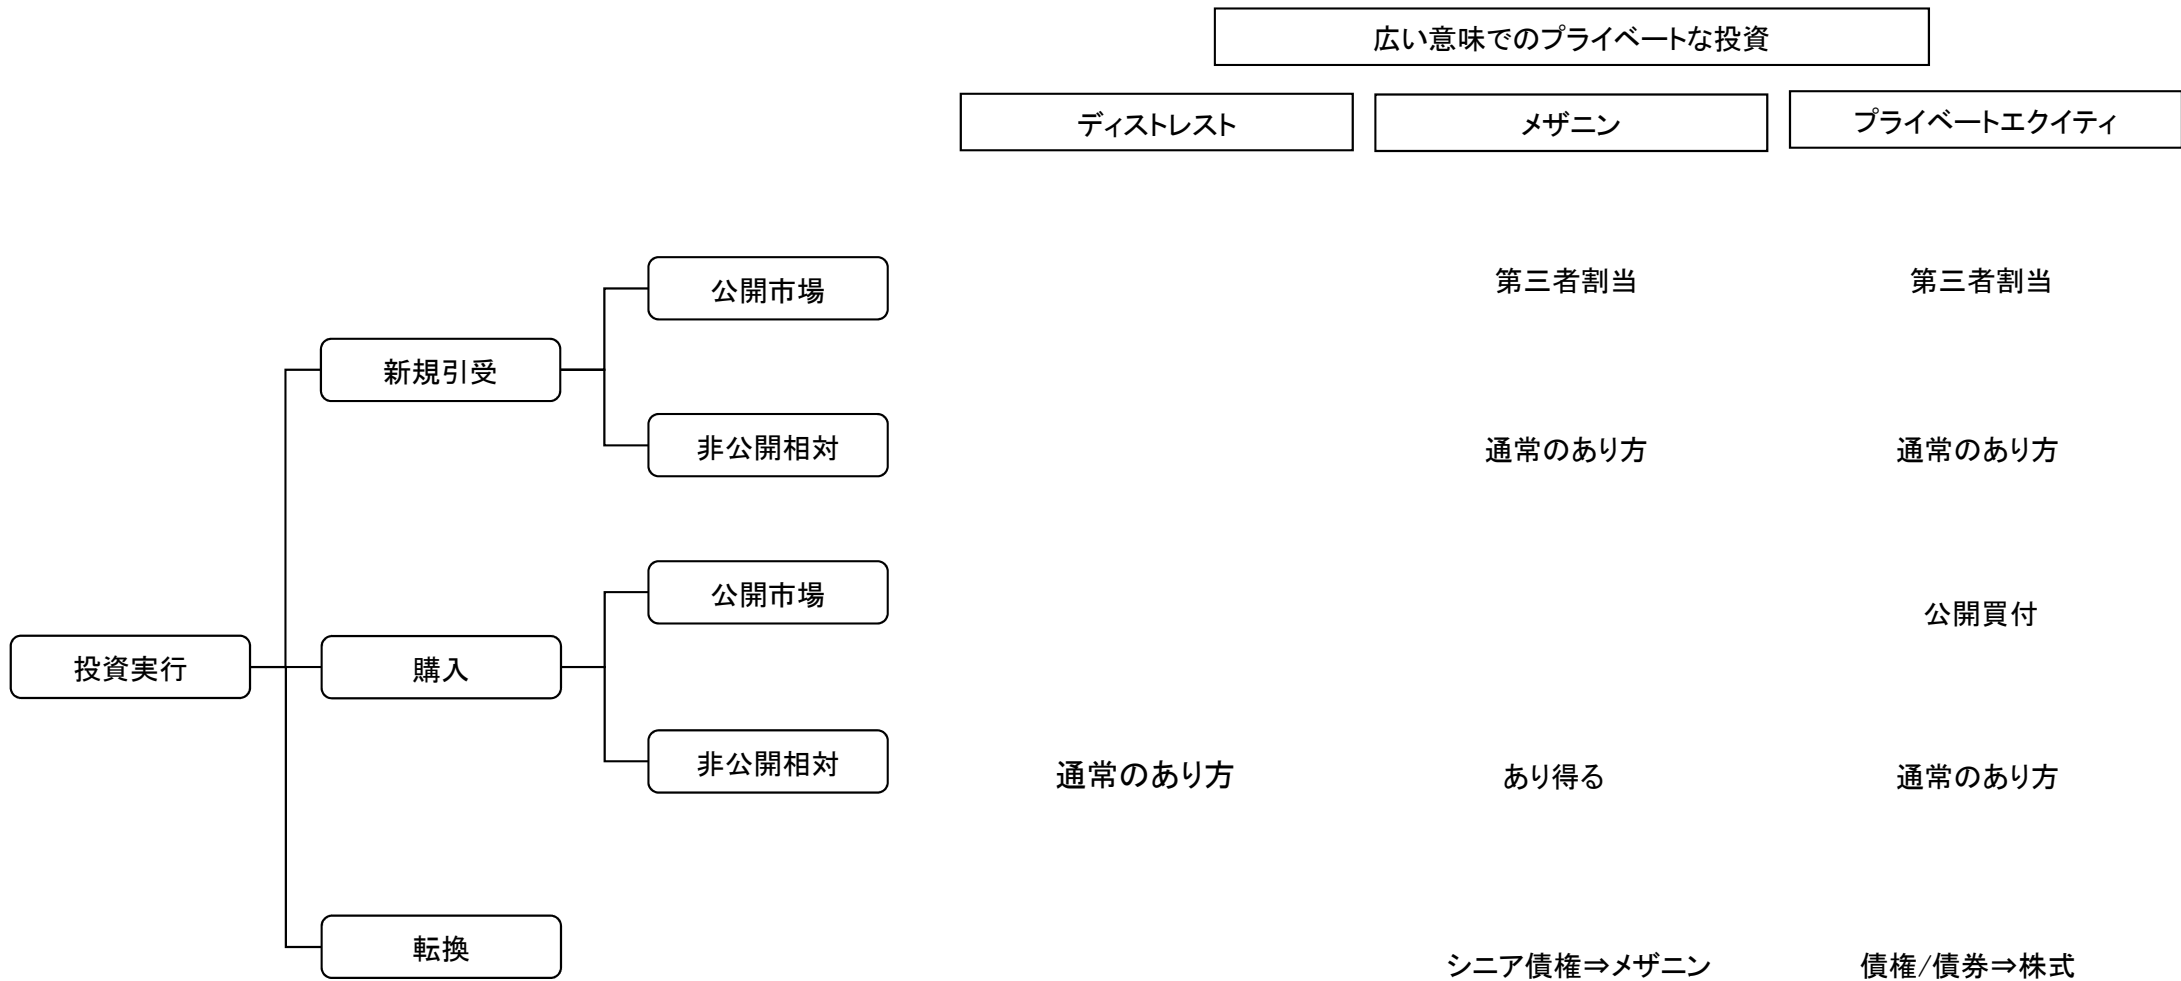 広い意味でのプライベートな投資
ディストレスト
メザニン
プライベートエクイティ
公開市場
第三者割当
第三者割当
新規引受
非公開相対
通常のあり方
通常のあり方
公開市場
公開買付
投資実行
購入
非公開相対
通常のあり方
あり得る
通常のあり方
転換
シニア債権⇒メザニン
債権/債券⇒株式